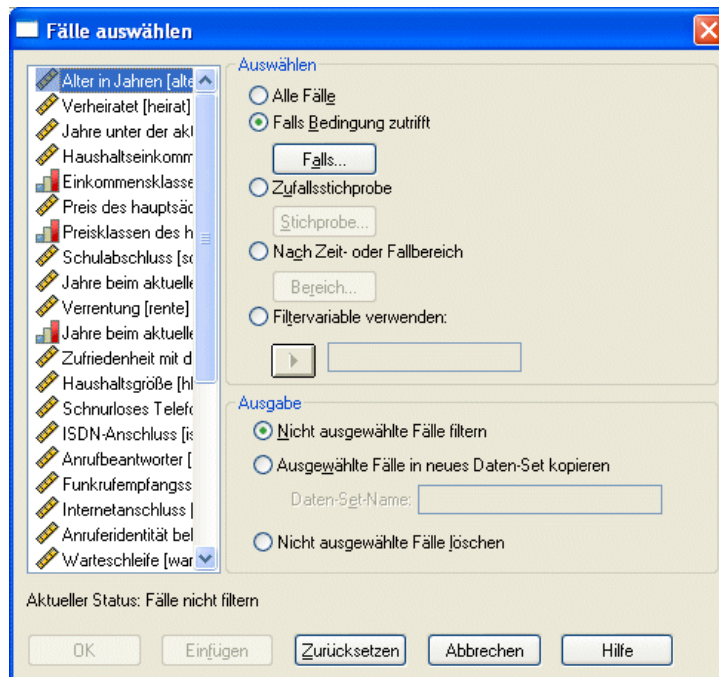 Fälle auswählen
Alter in Jahren [alte
Verheiratet [heirat]
Jahre unter der akt
Haushaltseinkomm
Einkommensklasse
Preis des hauptsäc
Preisklassen des h
Schulabschluss [sc
Jahre beim aktuelle
Verrentung [rente]
Jahre beim aktuelle
Zufriedenheit mit d
Haushaltsgröße [hl
Schnurloses Telefo
ISDN-Anschluss [is
Anrufbeantworter [
Funkrufempfangss
Internetanschluss [
Anruferidentität bei
Warteschleife [war
Auswählen
Alle Fälle
Falls Bedingung zutrifft
Falls...
Zufallsstichprobe
Stichprobe...
Nach Zeit- oder Fallbereich
Bereich...
Filtervariable verwenden:
Ausgabe
Nicht ausgewählte Fälle filtern
Ausgewählte Fälle in neues Daten-Set kopieren
Daten-Set-Name:
Nicht ausgewählte Fälle löschen
Aktueller Status: Fälle nicht filtern
OK Einfügen Zurücksetzen Abbrechen Hilfe